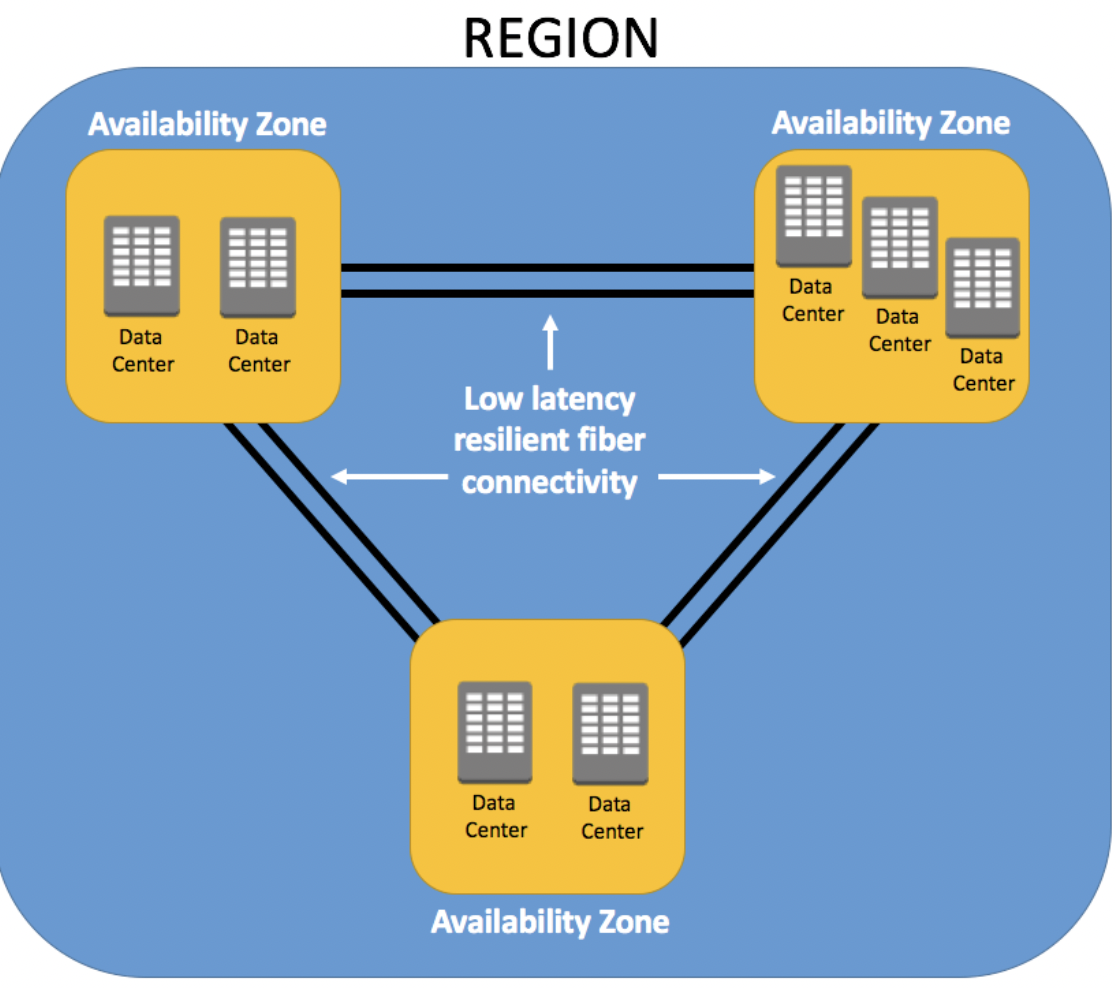 REGION
Availability Zone
Availability Zone
Data
Center
Data
Center
Data
Center
Data
Center
Data
Center
Low latency
resilient fiber
connectivity
Data
Center
Data
Center
Availability Zone